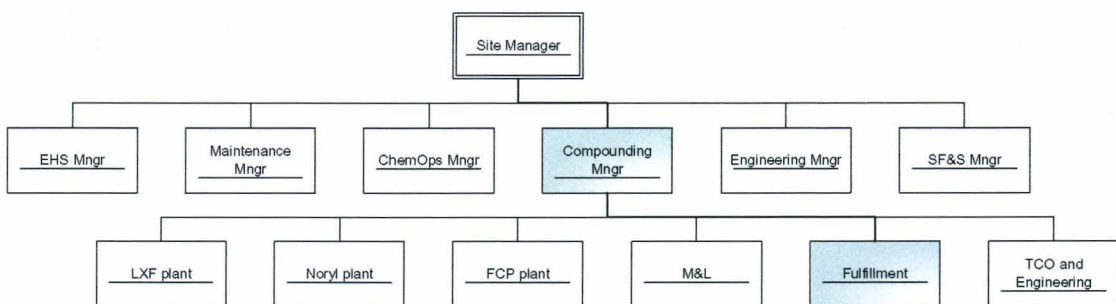 Site Manager
EHS Mngr
Maintenance
Mngr
ChemOps Mngr
Compounding
Mngr
Engineering Mngr
SF&S Mngr
LXF plant
Noryl plant
FCP plant
M&L
Fulfillment
TCO and
Engineering